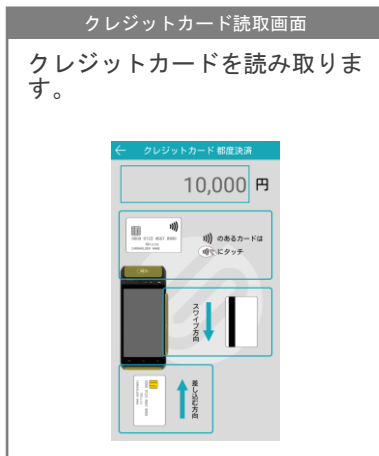 クレジットカード読取画面
クレジットカードを読み取りま
す。
← クレジットカード 都度決済
10,000 円
のあるカードは
にタッチ
スワイプ方向
差し込む方向